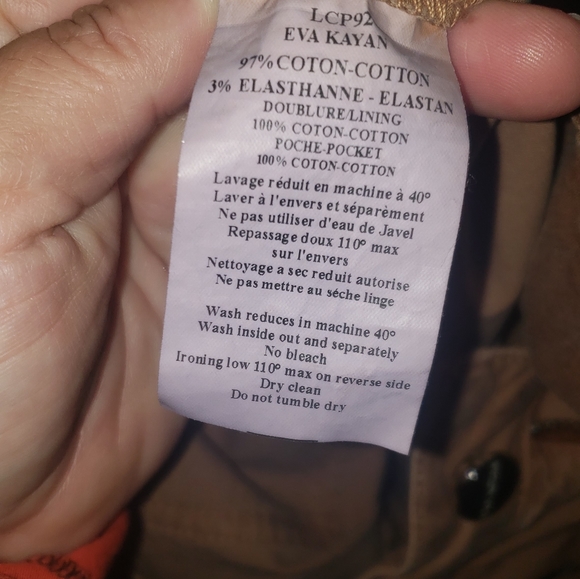 LCP92
EVA KAYAN
97% COTON-COTTON
3% ELASTHANNE - ELASTAN
DOUBLURE/LINING
100% COTON-COTTON
POCHE-POCKET
100% COTON-COTTON
Lavage réduit en machine à 40°
Laver à l'envers et séparèment
Ne pas utiliser d'eau de Javel
Repassage doux 110° max
sur l'envers
Nettoyage a sec reduit autorise
Ne pas mettre au séche linge
Wash reduces in machine 40°
Wash inside out and separately
No bleach
Ironing low 110° max on reverse side
Dry clean
Do not tumble dry